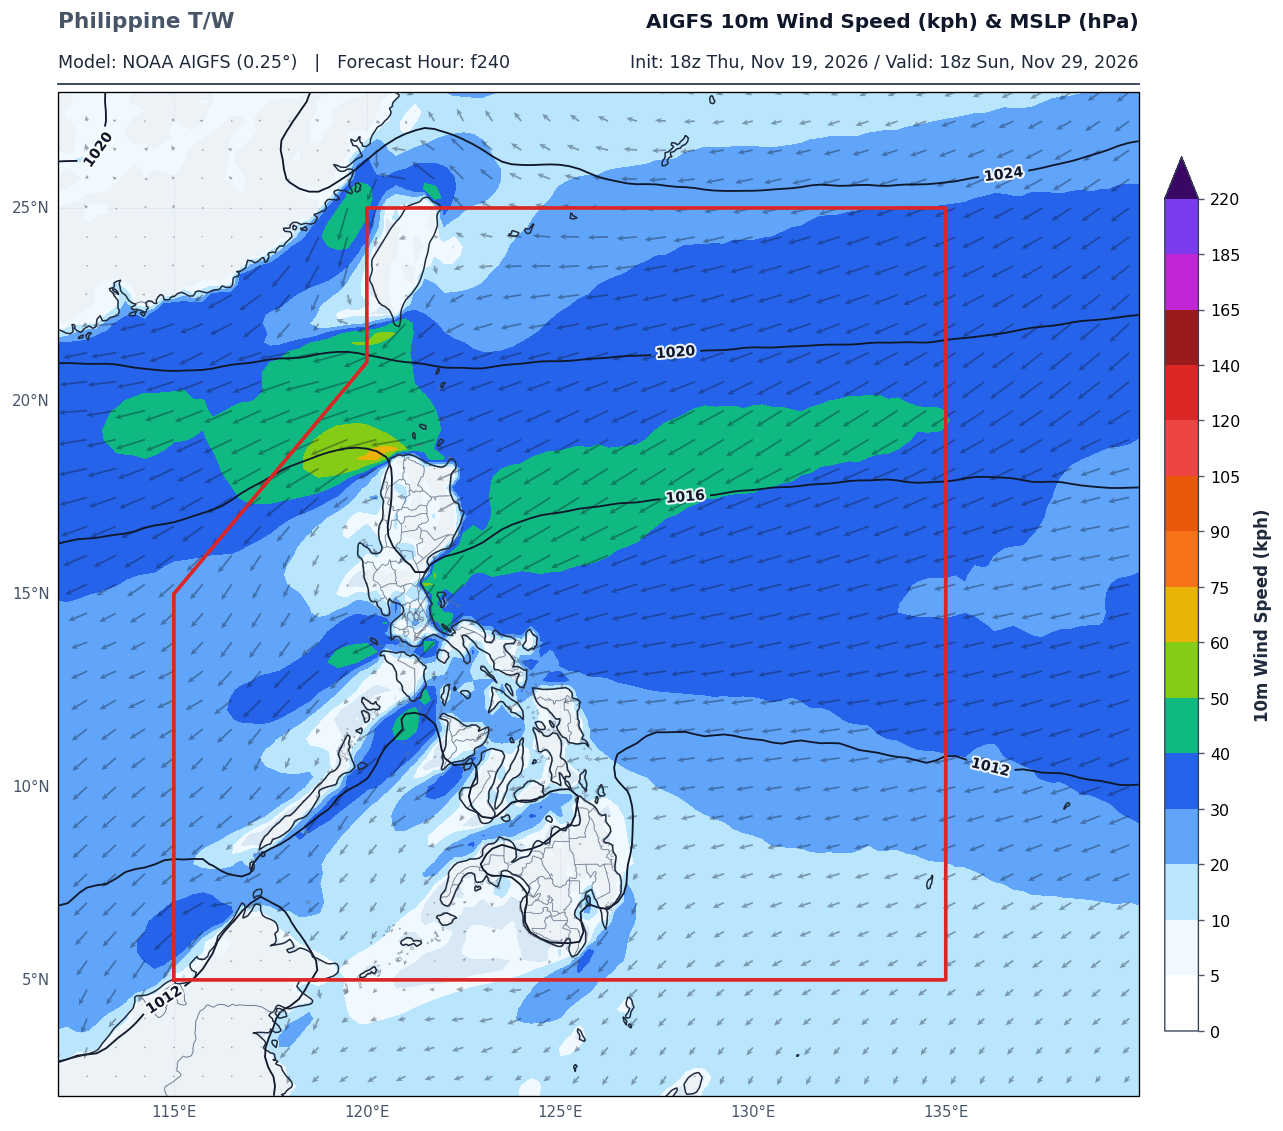 Philippine T/W
AIGFS 10m Wind Speed (kph) & MSLP (hPa)
Model: NOAA AIGFS (0.25°) | Forecast Hour: f240
Init: 18z Thu, Nov 19, 2026 / Valid: 18z Sun, Nov 29, 2026
1020
1024
1020
1016
1012
1012
25°N
20°N
15°N
10°N
5°N
115°E
120°E
125°E
130°E
135°E
220
185
165
140
120
105
90
75
60
50
40
30
20
10
5
0
10m Wind Speed (kph)